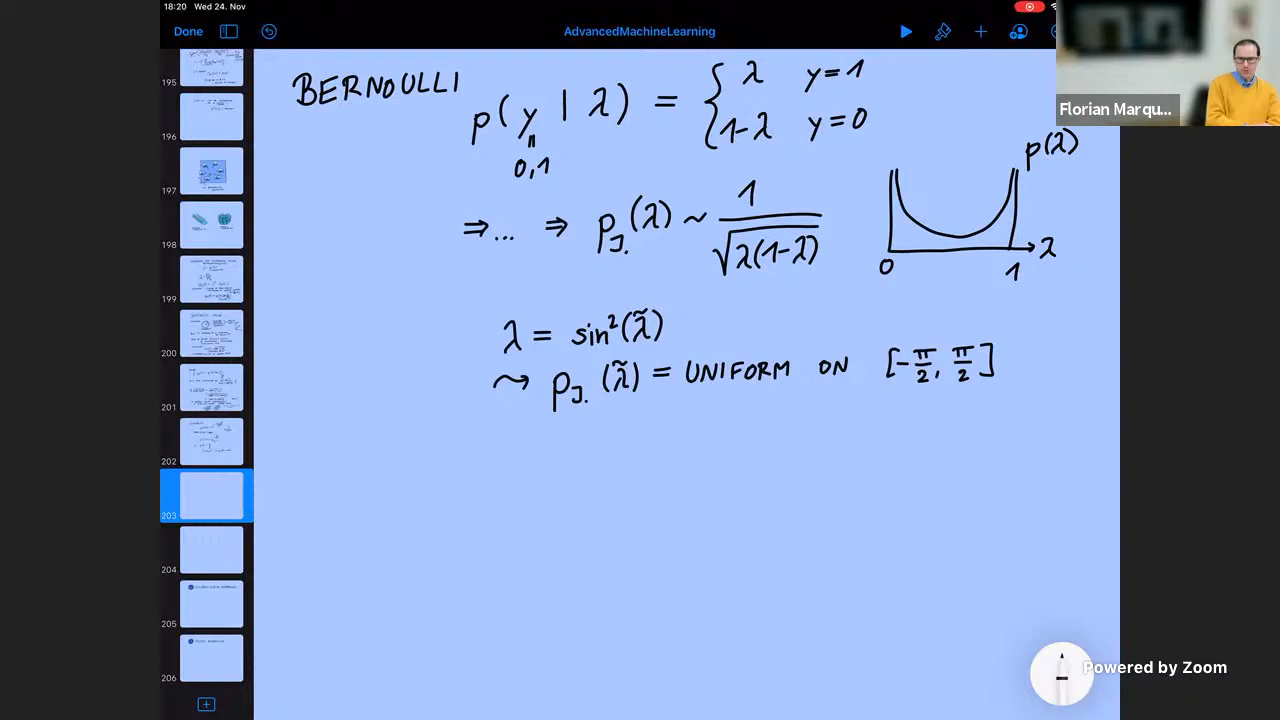 18:20 Wed 24. Nov
Done
AdvancedMachineLearning
Florian Marqu...
BERNOULLI
p(y | λ) = { λ y=1
1-λ y=0
0,1
p(λ)
⇒... ⇒ p_J.(λ) ~ 1/√λ(1-λ)
0 1 λ
λ = sin²(λ̃)
⤳ p_J.(λ̃) = UNIFORM ON [-π/2, π/2]
195
196
197
198
199
200
201
202
203
204
205
206
Powered by Zoom